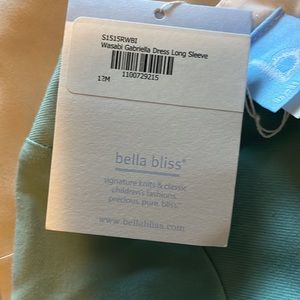 S1515RWBI
Wasabi Gabriella Dress Long Sleeve
12M
1100729215
bella bliss®
signature knits & classic
children's fashions.
precious. pure. bliss.
www.bellabliss.com